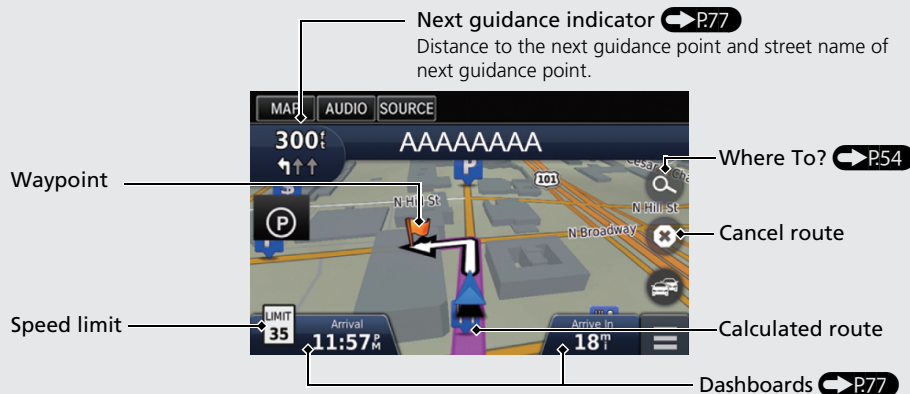 Next guidance indicator P.77
Distance to the next guidance point and street name of
next guidance point.
MAP AUDIO SOURCE
300ft
AAAAAAAA
Where To? P.54
Waypoint
101
N Hill St
N Hill St
N Broadway
P
P
Cancel route
Speed limit
LIMIT
35
Arrival
11:57PM
Arrive In
18mi
Calculated route
Dashboards P.77